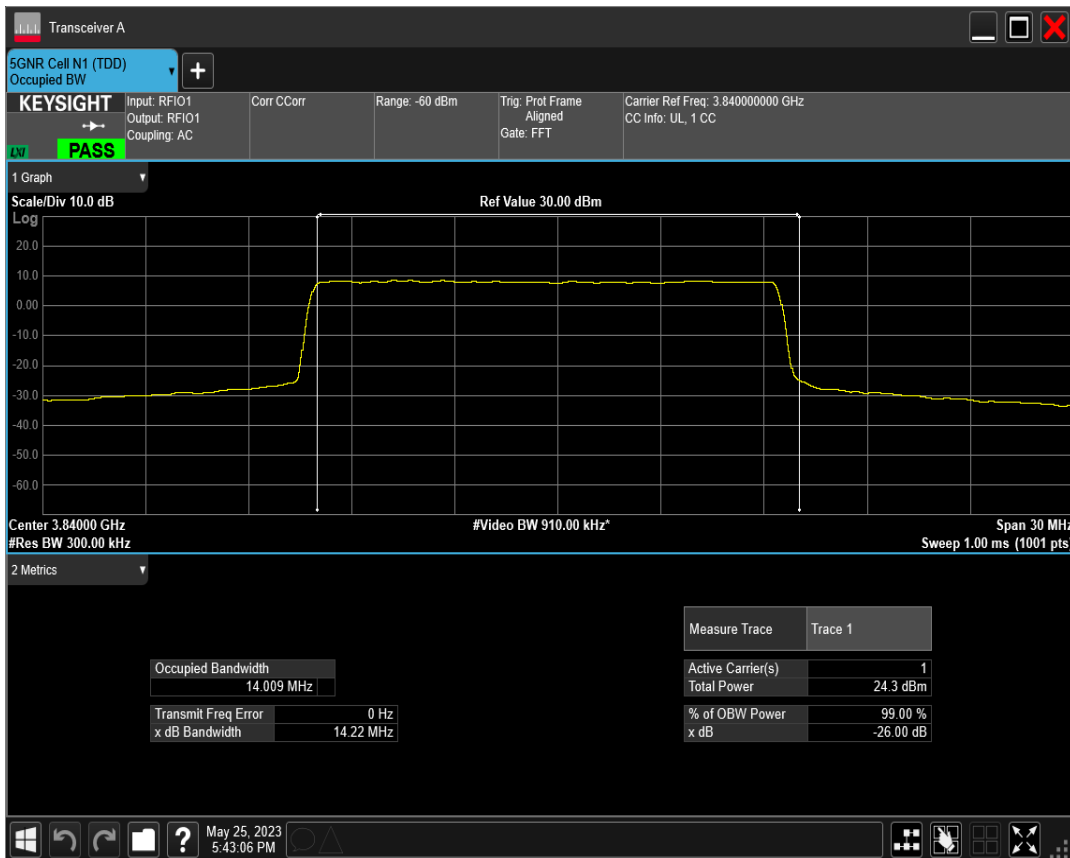 Transceiver A
5GNR Cell N1 (TDD)
Occupied BW
KEYSIGHT
LXI
PASS
Input: RFIO1
Output: RFIO1
Coupling: AC
Corr CCorr
Range: -60 dBm
Trig: Prot Frame
Aligned
Gate: FFT
Carrier Ref Freq: 3.840000000 GHz
CC Info: UL, 1 CC
1 Graph
Scale/Div 10.0 dB
Ref Value 30.00 dBm
Log
20.0
10.0
0.00
-10.0
-20.0
-30.0
-40.0
-50.0
-60.0
Center 3.84000 GHz
#Video BW 910.00 kHz*
Span 30 MHz
#Res BW 300.00 kHz
Sweep 1.00 ms (1001 pts)
2 Metrics
Measure Trace Trace 1
Occupied Bandwidth
14.009 MHz
Transmit Freq Error 0 Hz
x dB Bandwidth 14.22 MHz
Active Carrier(s) 1
Total Power 24.3 dBm
% of OBW Power 99.00 %
x dB -26.00 dB
?
May 25, 2023
5:43:06 PM